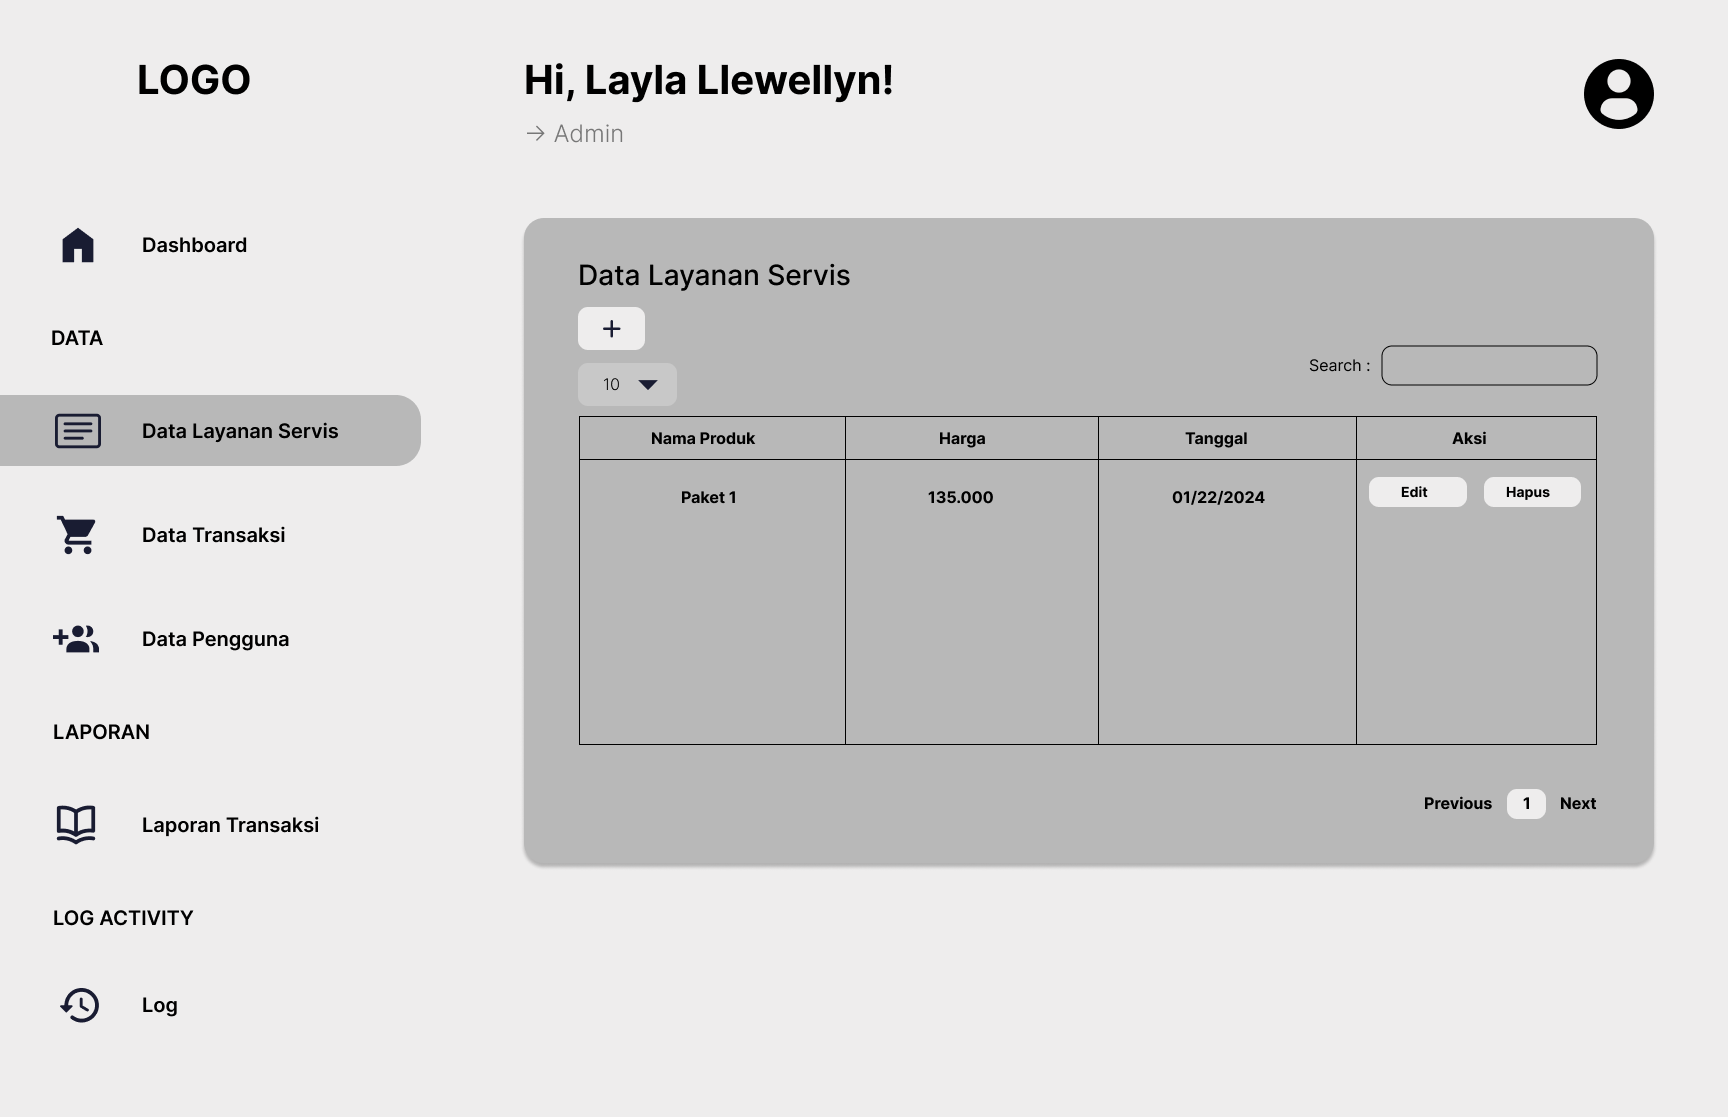 LOGO
Hi, Layla Llewellyn!
→ Admin
Dashboard
DATA
Data Layanan Servis
Data Transaksi
Data Pengguna
LAPORAN
Laporan Transaksi
LOG ACTIVITY
Log
Data Layanan Servis
+
10
Search :
Nama Produk Harga Tanggal Aksi
Paket 1 135.000 01/22/2024 Edit Hapus
Previous 1 Next